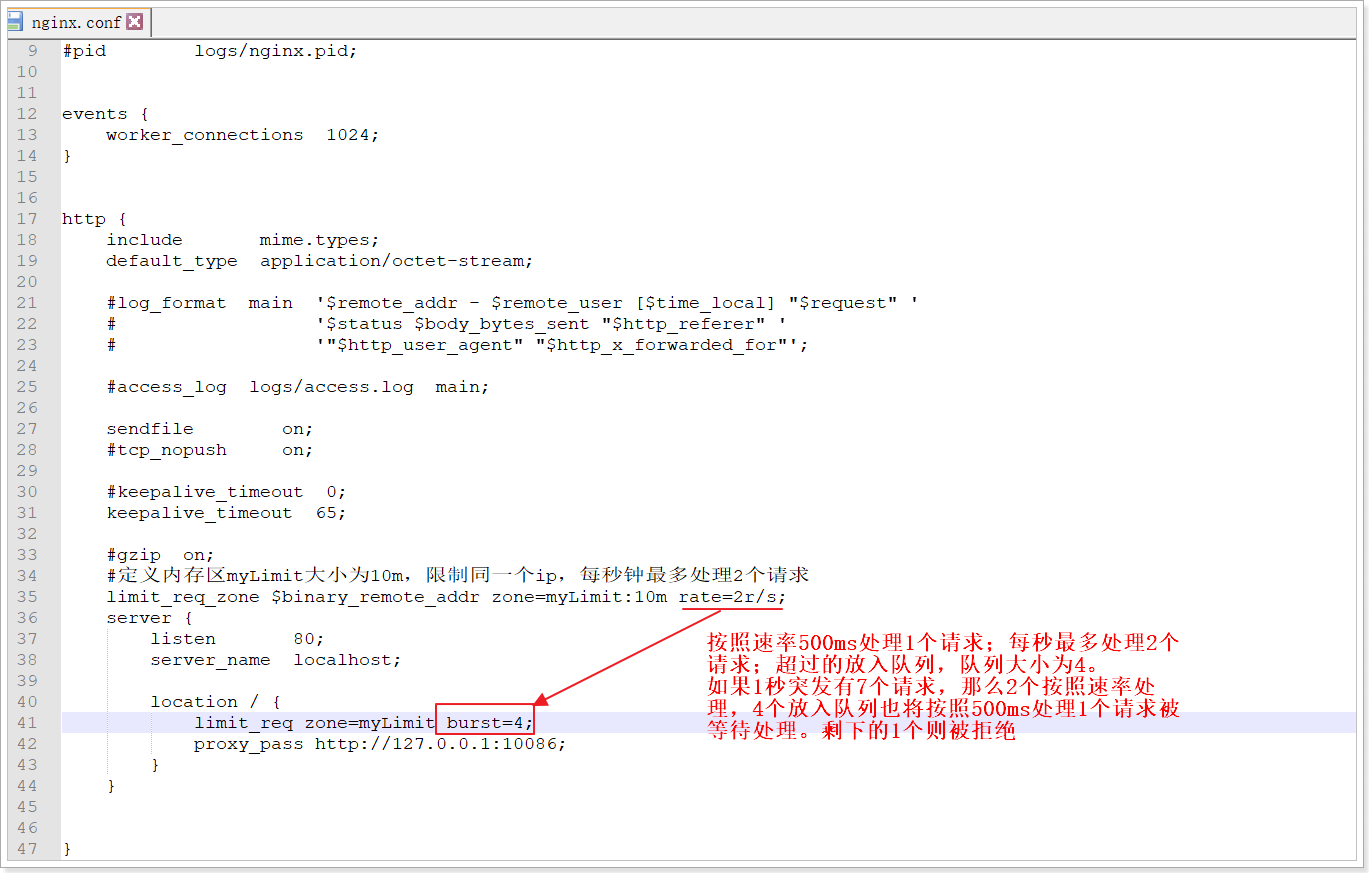 nginx.conf
9 #pid        logs/nginx.pid;
10
11
12 events {
13     worker_connections  1024;
14 }
15
16
17 http {
18     include       mime.types;
19     default_type  application/octet-stream;
20
21     #log_format  main  '$remote_addr - $remote_user [$time_local] "$request" '
22     #                  '$status $body_bytes_sent "$http_referer" '
23     #                  '"$http_user_agent" "$http_x_forwarded_for"';
24
25     #access_log  logs/access.log  main;
26
27     sendfile        on;
28     #tcp_nopush     on;
29
30     #keepalive_timeout  0;
31     keepalive_timeout  65;
32
33     #gzip  on;
34     #定义内存区myLimit大小为10m，限制同一个ip，每秒钟最多处理2个请求
35     limit_req_zone $binary_remote_addr zone=myLimit:10m rate=2r/s;
36     server {
37         listen       80;
38         server_name  localhost;
39
40         location / {
41             limit_req zone=myLimit burst=4;
42             proxy_pass http://127.0.0.1:10086;
43         }
44     }
45
46
47 }
按照速率500ms处理1个请求；每秒最多处理2个
请求；超过的放入队列，队列大小为4。
如果1秒突发有7个请求，那么2个按照速率处
理，4个放入队列也将按照500ms处理1个请求被
等待处理。剩下的1个则被拒绝